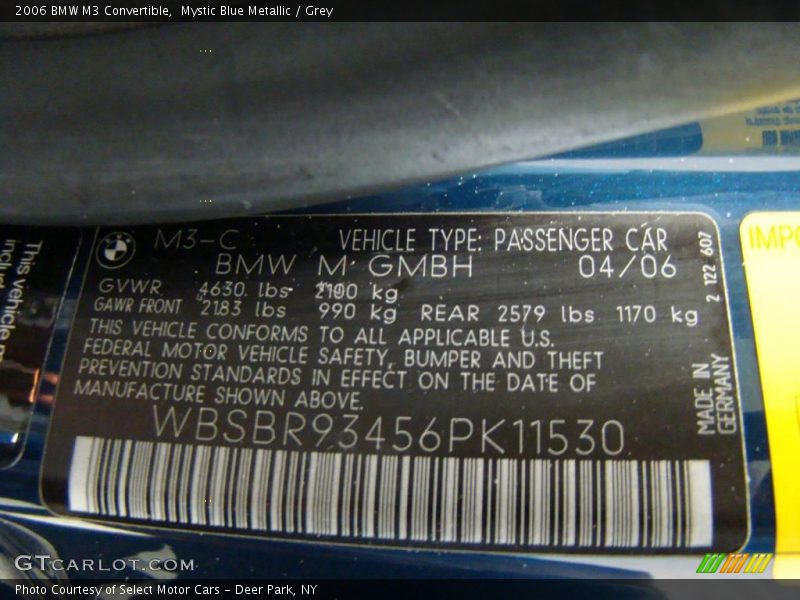 2006 BMW M3 Convertible,  Mystic Blue Metallic / Grey
This vehicle
M3-C VEHICLE TYPE: PASSENGER CAR
BMW M GMBH 04/06
GVWR 4630 lbs 2100 kg
GAWR FRONT 2183 lbs 990 kg REAR 2579 lbs 1170 kg
THIS VEHICLE CONFORMS TO ALL APPLICABLE U.S.
FEDERAL MOTOR VEHICLE SAFETY, BUMPER AND THEFT
PREVENTION STANDARDS IN EFFECT ON THE DATE OF
MANUFACTURE SHOWN ABOVE.
WBSBR93456PK11530
2 122 607
MADE IN
GERMANY
GTCARLOT.COM
Photo Courtesy of Select Motor Cars - Deer Park, NY